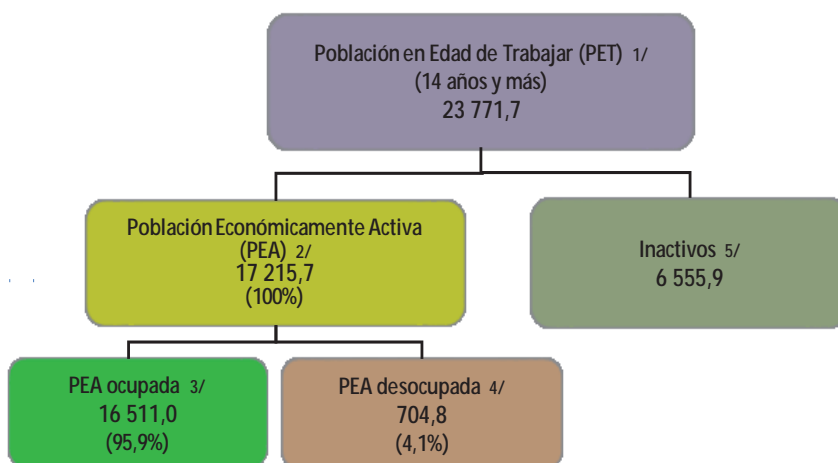 Población en Edad de Trabajar (PET) 1/
(14 años y más)
23 771,7
Población Económicamente Activa
(PEA) 2/
17 215,7
(100%)
Inactivos 5/
6 555,9
PEA ocupada 3/
16 511,0
(95,9%)
PEA desocupada 4/
704,8
(4,1%)